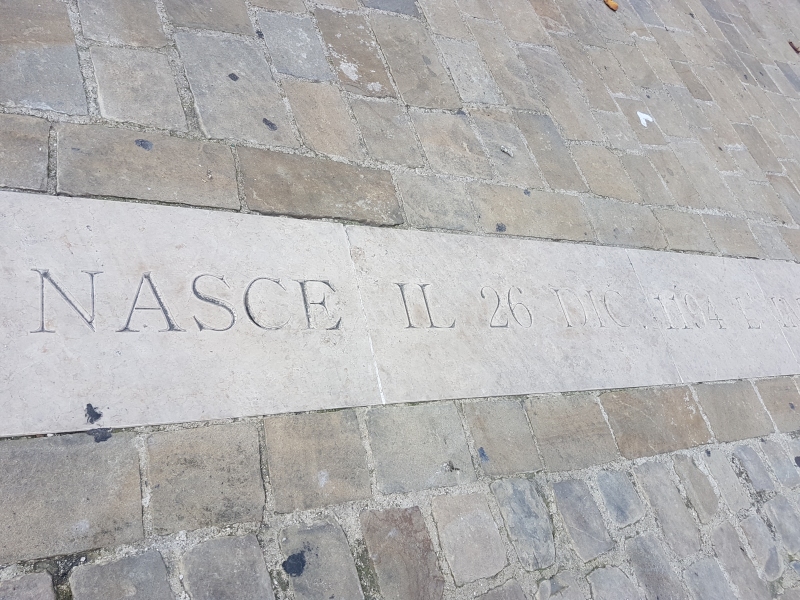 NASCE IL 26 DIC. 1194 L'I